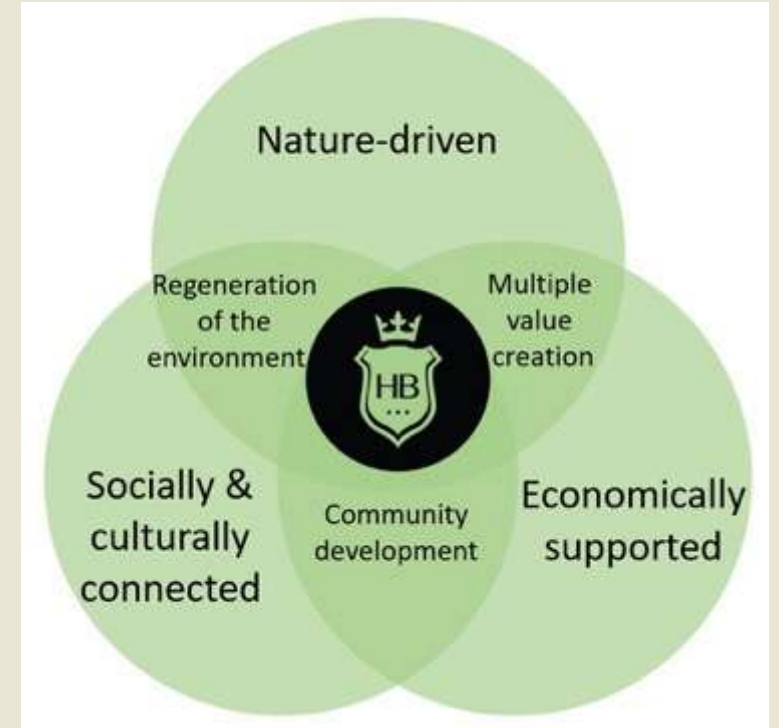 Nature-driven
Regeneration
of the
environment
Multiple
value
creation
HB
Socially &
culturally
connected
Community
development
Economically
supported